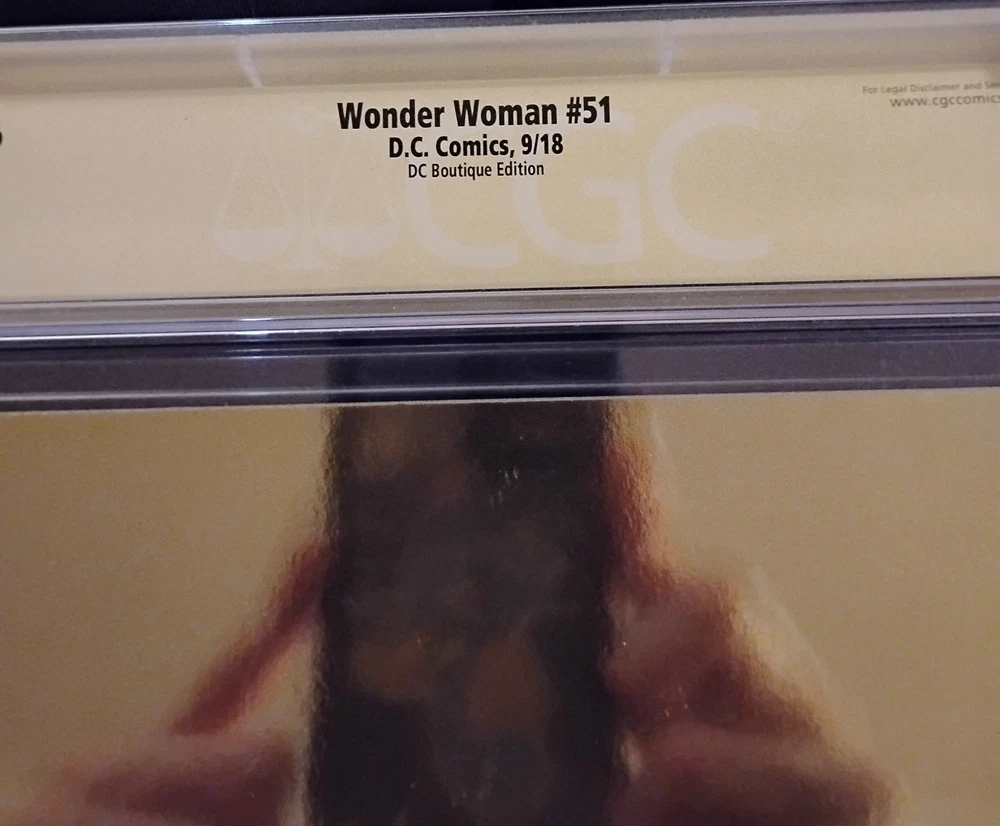 Wonder Woman #51
D.C. Comics, 9/18
DC Boutique Edition
For Legal Disclaimer and
www.cgccomics
CGC